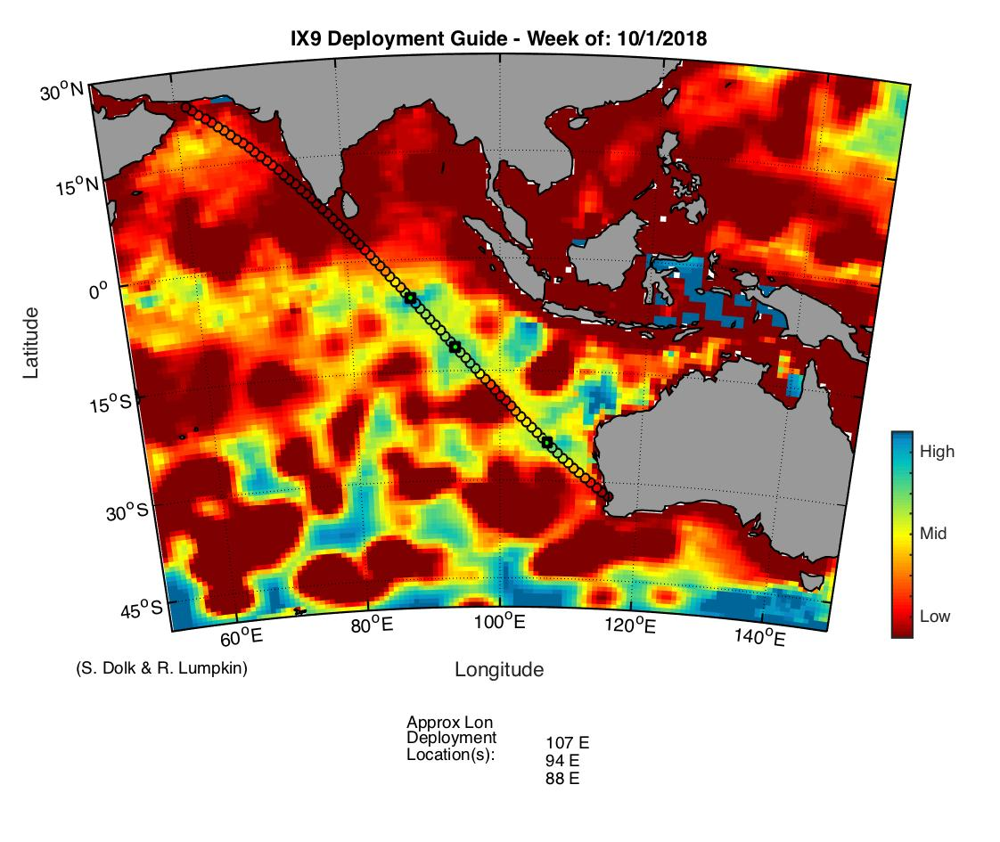 IX9 Deployment Guide - Week of: 10/1/2018
30°N
15°N
0°
15°S
30°S
45°S
Latitude
60°E
80°E
100°E
120°E
140°E
Longitude
High
Mid
Low
(S. Dolk & R. Lumpkin)
Approx Lon
Deployment
Location(s):
107 E
94 E
88 E